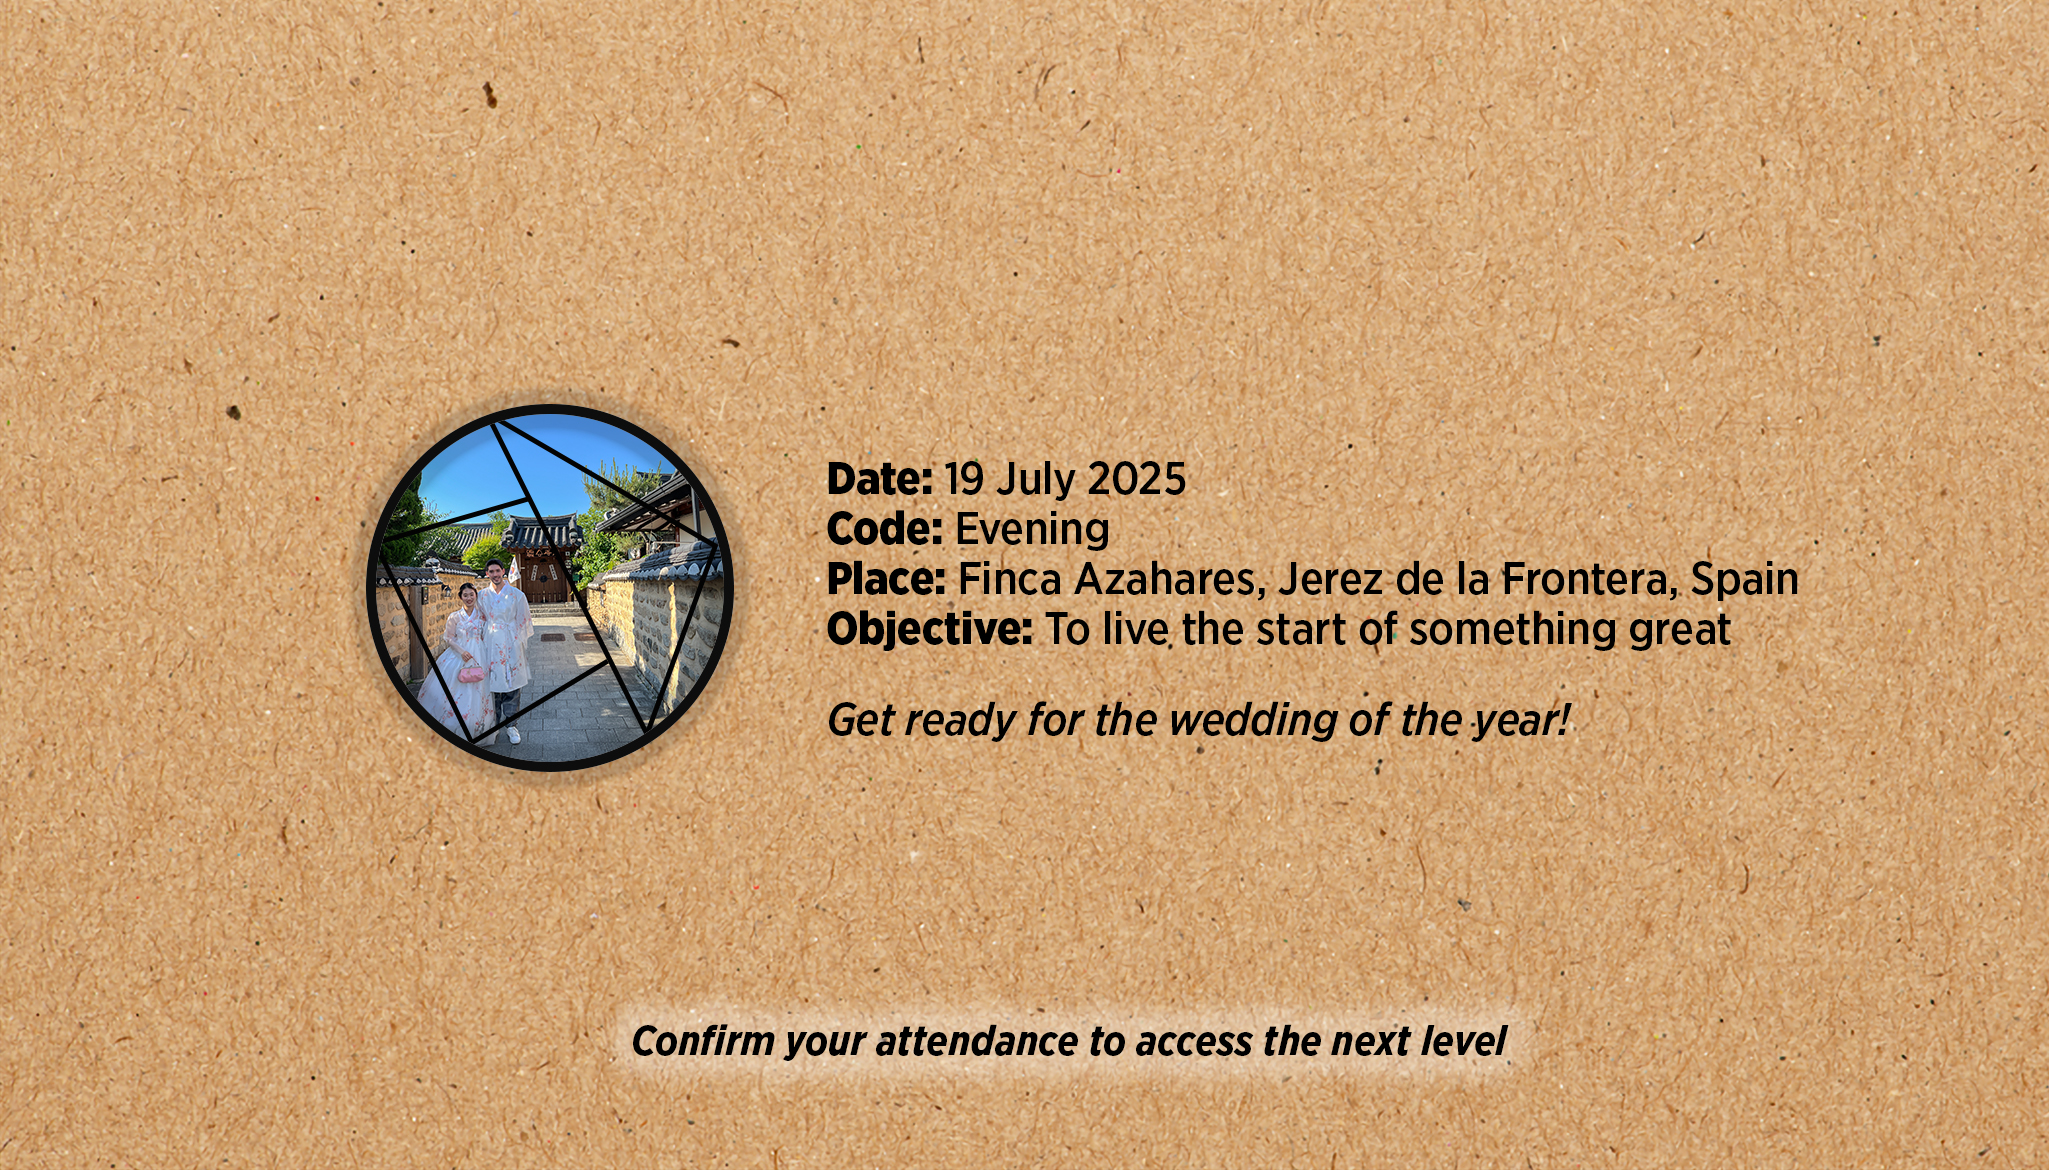 Date: 19 July 2025
Code: Evening
Place: Finca Azahares, Jerez de la Frontera, Spain
Objective: To live the start of something great
Get ready for the wedding of the year!
Confirm your attendance to access the next level